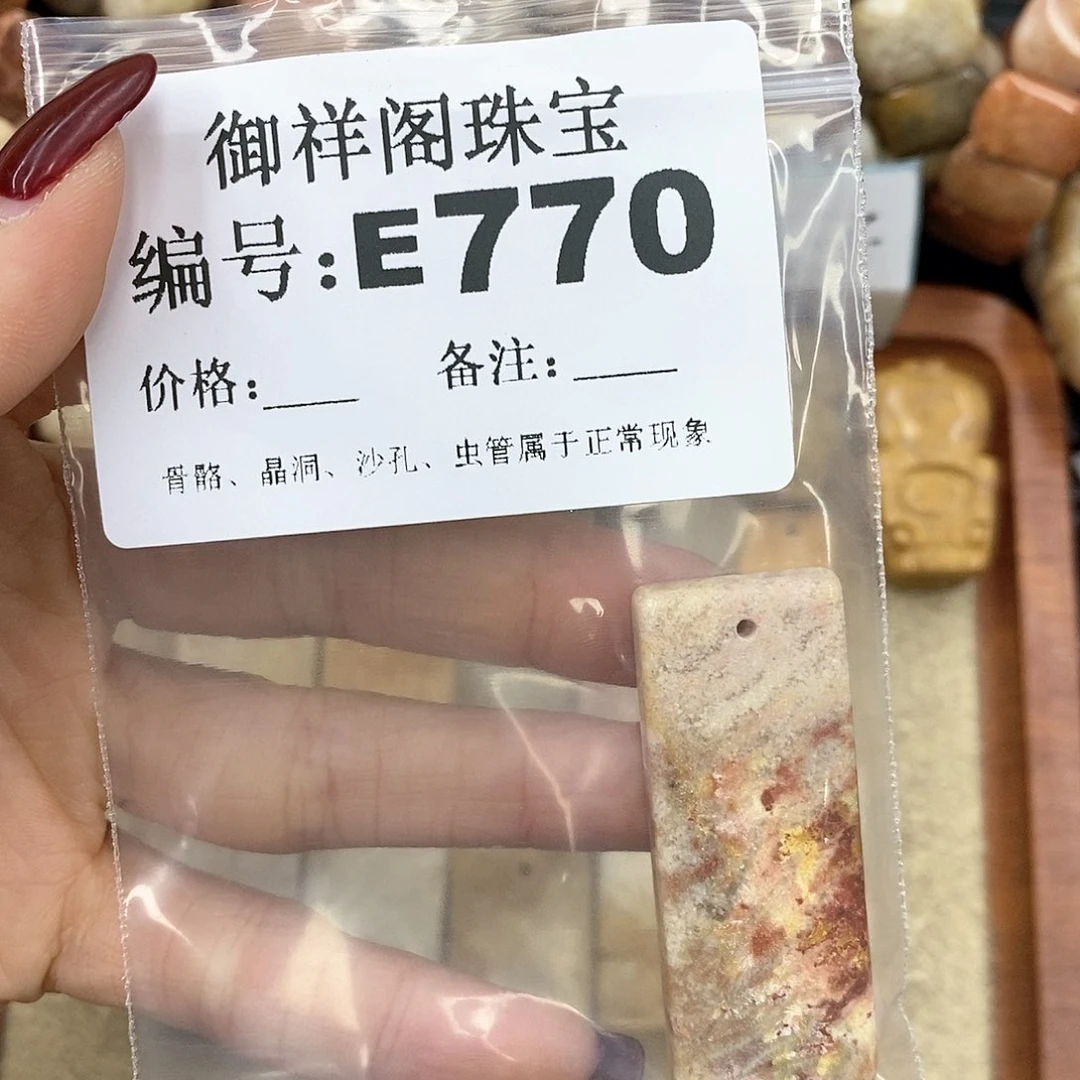 御祥阁珠宝
编号:E770
价格:____ 备注:____
骨骼、晶洞、沙孔、虫管属于正常现象